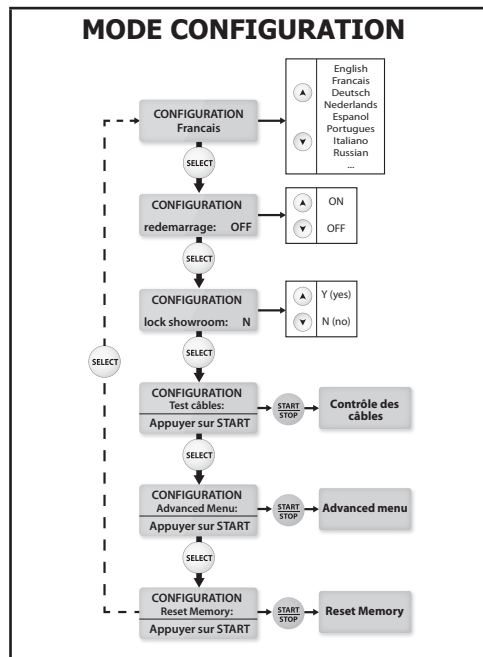 MODE CONFIGURATION
CONFIGURATION
Francais
English
Francais
Deutsch
Nederlands
Espanol
Portugues
Italiano
Russian
...
SELECT
CONFIGURATION
redemarrage: OFF
ON
OFF
SELECT
CONFIGURATION
lock showroom: N
Y (yes)
N (no)
SELECT
SELECT
CONFIGURATION
Test câbles:
Appuyer sur START
START
STOP
Contrôle des
câbles
SELECT
CONFIGURATION
Advanced Menu:
Appuyer sur START
START
STOP
Advanced menu
SELECT
CONFIGURATION
Reset Memory:
Appuyer sur START
START
STOP
Reset Memory